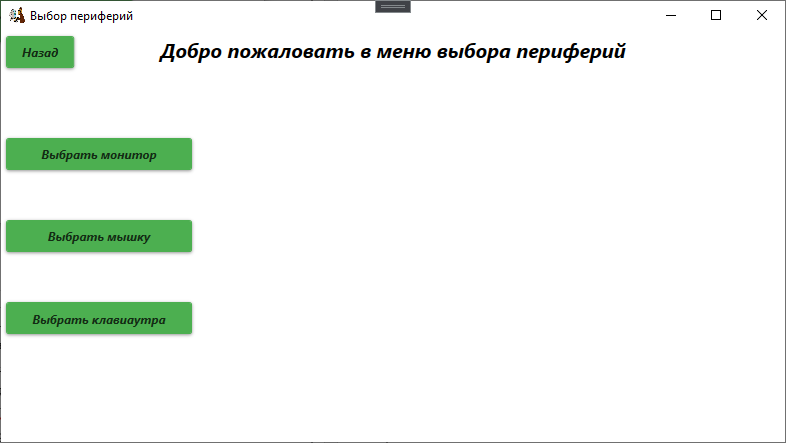 Выбор периферий
Назад
Добро пожаловать в меню выбора периферий
Выбрать монитор
Выбрать мышку
Выбрать клавиаутра